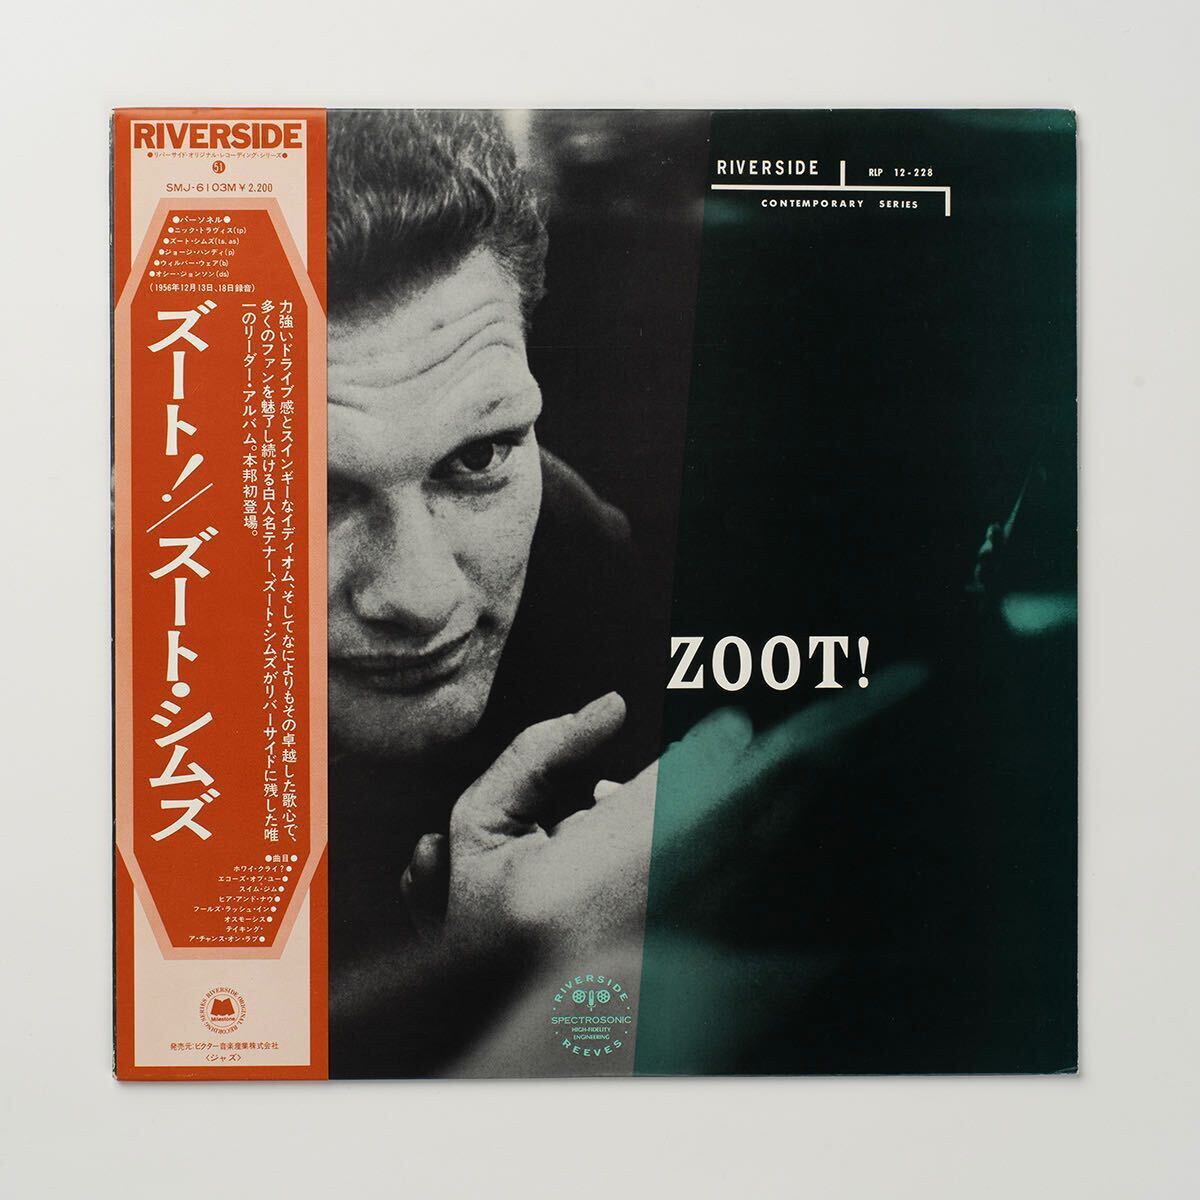 RIVERSIDE
●リバーサイド・オリジナル・レコーディング・シリーズ●
51
SMJ-6103M ¥2,200
●パーソネル●
●ニック・トラヴィス(tp)
●ズート・シムズ(ts, as)
●ジョージ・ハンディ(p)
●ウィルバー・ウェア(b)
●オシー・ジョンソン(ds)
(1956年12月13日、18日録音)
力強いドライブ感とスインギーなイディオム、そしてなによりもその卓越した歌心で、
多くのファンを魅了し続ける白人名テナー、ズート・シムズがリバーサイドに残した唯
一のリーダー・アルバム。本邦初登場。
ズート!/ズート・シムズ
●曲目●
ホワイ・クライ?●
エコーズ・オブ・ユー●
スイム・ジム●
ヒア・アンド・ナウ●
フールズ・ラッシュ・イン●
オスモーシス●
テイキング・
ア・チャンス・オン・ラブ●
RIVERSIDE ORIGINAL RECORDING SERIES
Milestone
発売元:ビクター音楽産業株式会社
〈ジャズ〉
RIVERSIDE RLP 12-228
CONTEMPORARY SERIES
ZOOT!
RIVERSIDE
SPECTROSONIC
HIGH-FIDELITY
ENGINEERING
REEVES